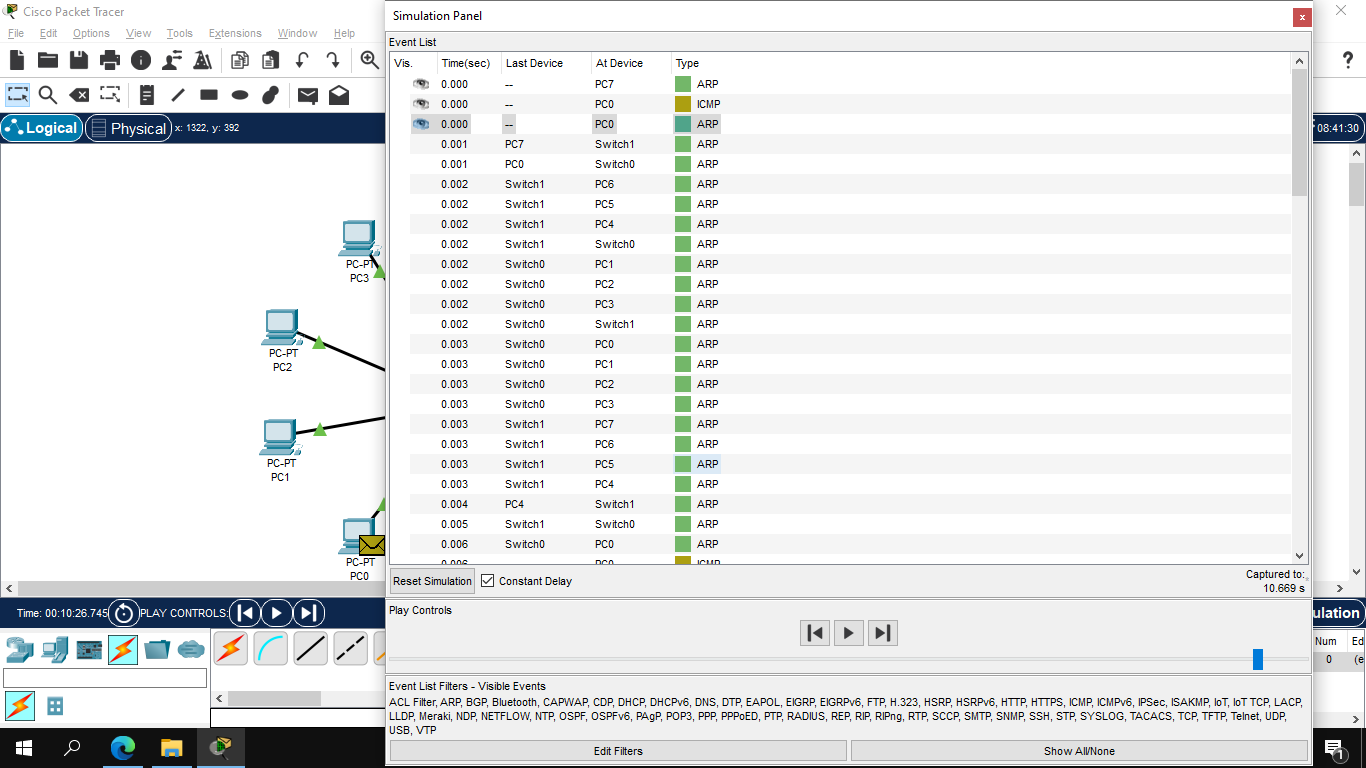 Cisco Packet Tracer
File Edit Options View Tools Extensions Window Help
Logical Physical x: 1322, y: 392
PC-PT
PC3
PC-PT
PC2
PC-PT
PC1
PC-PT
PC0
Time: 00:10:26.745 PLAY CONTROLS:
Simulation Panel
x
Event List
Vis. Time(sec) Last Device At Device Type
0.000 -- PC7 ARP
0.000 -- PC0 ICMP
0.000 -- PC0 ARP
0.001 PC7 Switch1 ARP
0.001 PC0 Switch0 ARP
0.002 Switch1 PC6 ARP
0.002 Switch1 PC5 ARP
0.002 Switch1 PC4 ARP
0.002 Switch1 Switch0 ARP
0.002 Switch0 PC1 ARP
0.002 Switch0 PC2 ARP
0.002 Switch0 PC3 ARP
0.002 Switch0 Switch1 ARP
0.003 Switch0 PC0 ARP
0.003 Switch0 PC1 ARP
0.003 Switch0 PC2 ARP
0.003 Switch0 PC3 ARP
0.003 Switch1 PC7 ARP
0.003 Switch1 PC6 ARP
0.003 Switch1 PC5 ARP
0.003 Switch1 PC4 ARP
0.004 PC4 Switch1 ARP
0.005 Switch1 Switch0 ARP
0.006 Switch0 PC0 ARP
0.006 PC0 ICMP
Reset Simulation Constant Delay
Captured to:
10.669 s
Play Controls
Event List Filters - Visible Events
ACL Filter, ARP, BGP, Bluetooth, CAPWAP, CDP, DHCP, DHCPv6, DNS, DTP, EAPOL, EIGRP, EIGRPv6, FTP, H.323, HSRP, HSRPv6, HTTP, HTTPS, ICMP, ICMPv6, IPSec, ISAKMP, IoT, IoT TCP, LACP,
LLDP, Meraki, NDP, NETFLOW, NTP, OSPF, OSPFv6, PAgP, POP3, PPP, PPPoED, PTP, RADIUS, REP, RIP, RIPng, RTP, SCCP, SMTP, SNMP, SSH, STP, SYSLOG, TACACS, TCP, TFTP, Telnet, UDP,
USB, VTP
Edit Filters Show All/None
?
08:41:30
ulation
Num Ed
0 (e
1